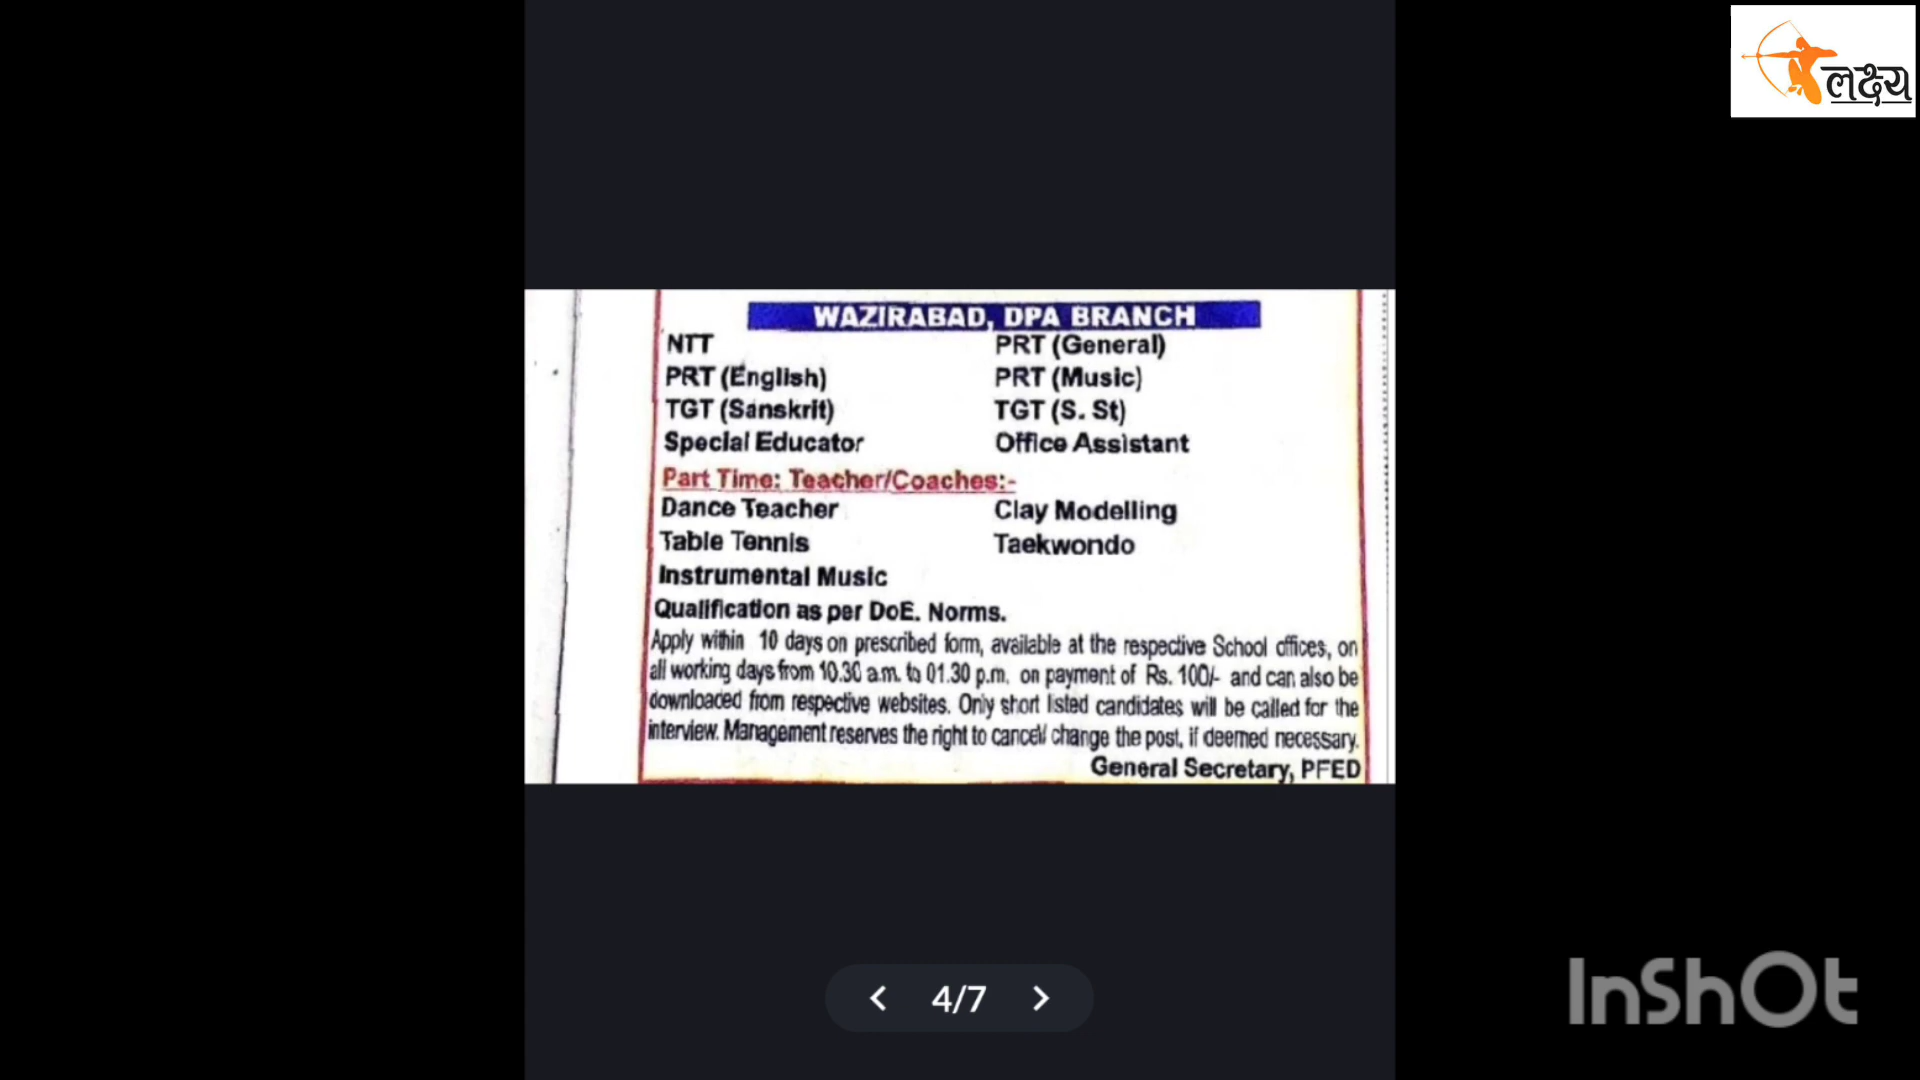 लक्ष्य
WAZIRABAD, DPA BRANCH
NTT PRT (General)
PRT (English) PRT (Music)
TGT (Sanskrit) TGT (S. St)
Special Educator Office Assistant
Part Time: Teacher/Coaches:-
Dance Teacher Clay Modelling
Table Tennis Taekwondo
Instrumental Music
Qualification as per DoE. Norms.
Apply within 10 days on prescribed form, available at the respective School offices, on
all working days from 10.30 a.m. to 01.30 p.m. on payment of Rs. 100/- and can also be
downloaded from respective websites. Only short listed candidates will be called for the
interview. Management reserves the right to cancel/ change the post, if deemed necessary.
General Secretary, PFED
4/7
InShOt